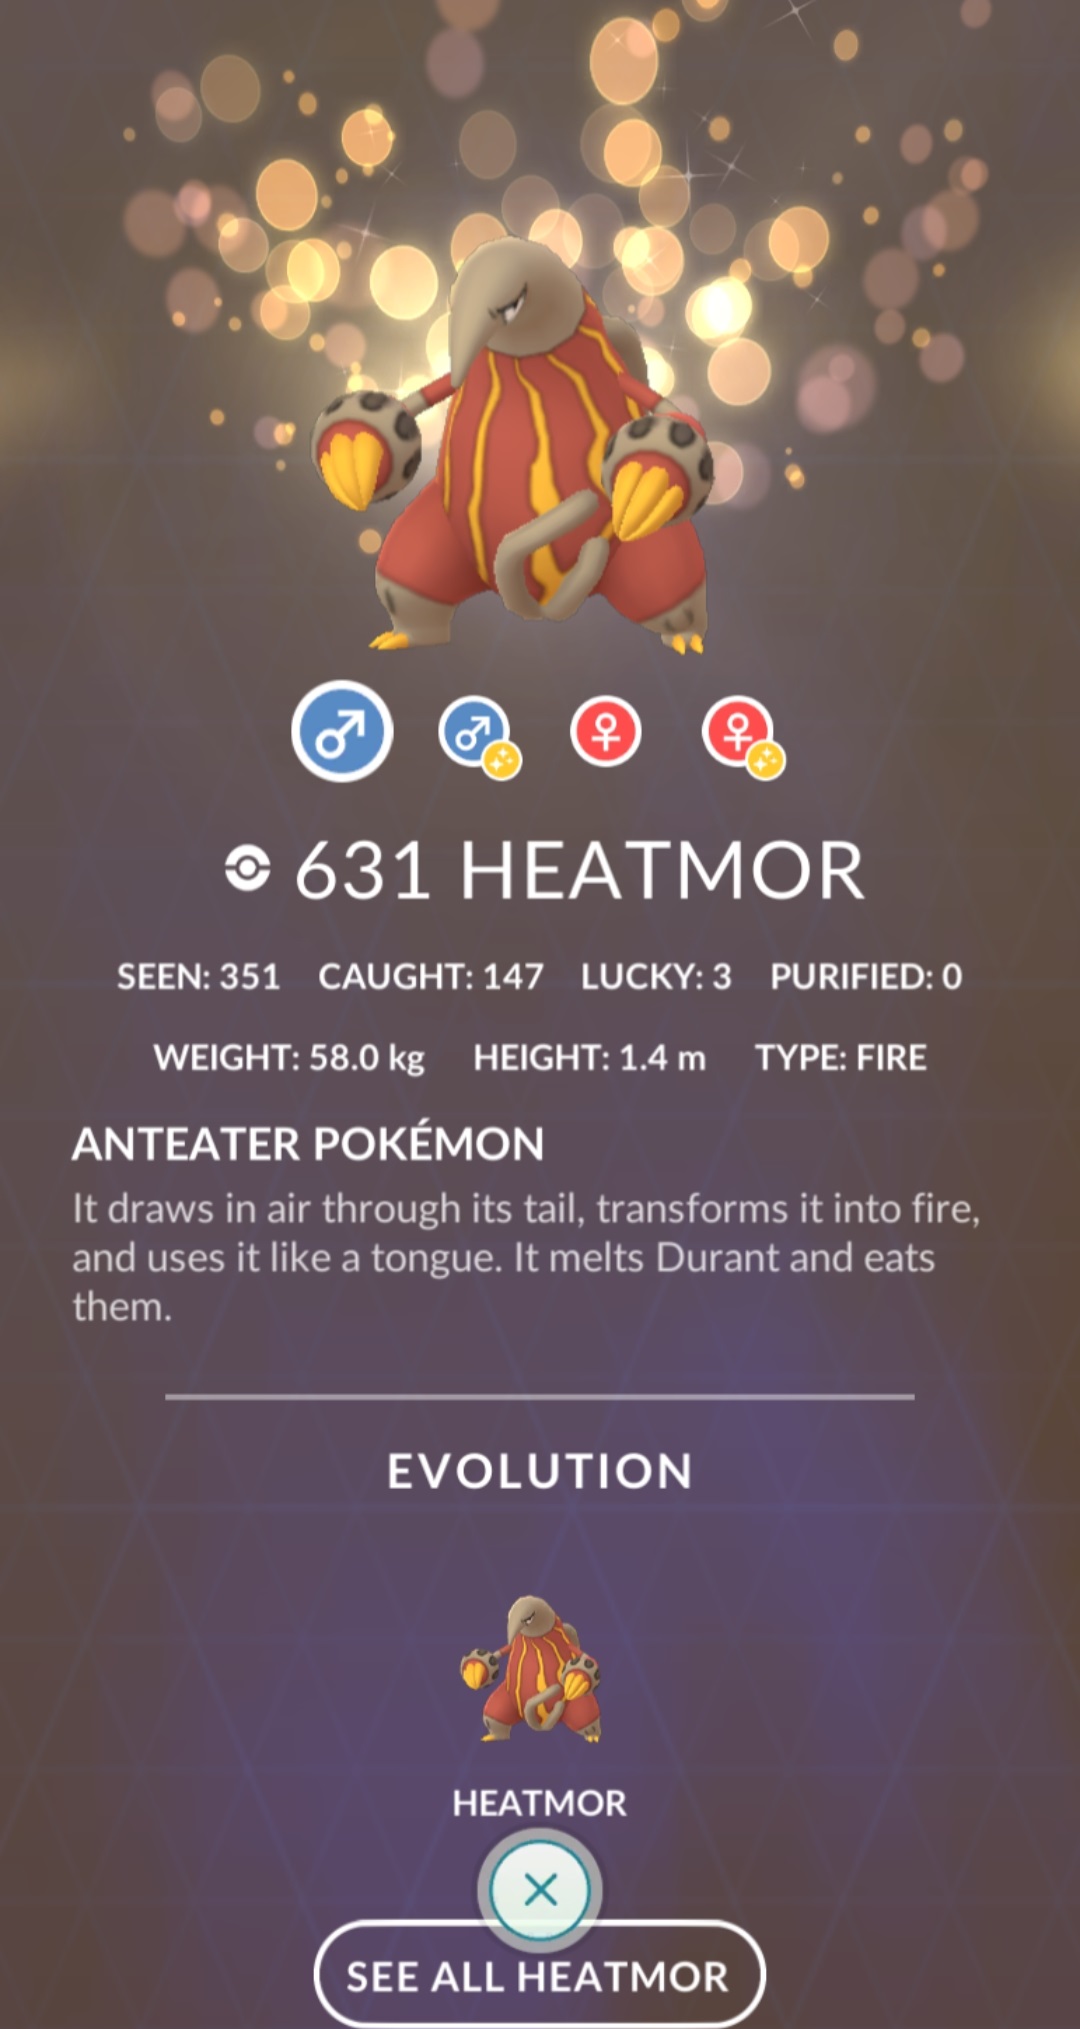 631 HEATMOR
SEEN: 351 CAUGHT: 147 LUCKY: 3 PURIFIED: 0
WEIGHT: 58.0 kg HEIGHT: 1.4 m TYPE: FIRE
ANTEATER POKÉMON
It draws in air through its tail, transforms it into fire,
and uses it like a tongue. It melts Durant and eats
them.
EVOLUTION
HEATMOR
SEE ALL HEATMOR